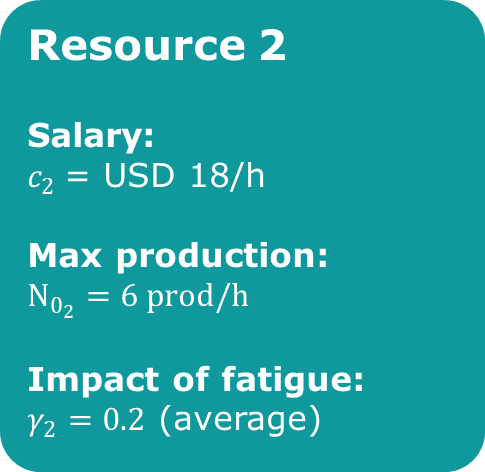 Resource 2
Salary:
c₂ = USD 18/h
Max production:
N₀₂ = 6 prod/h
Impact of fatigue:
γ₂ = 0.2 (average)